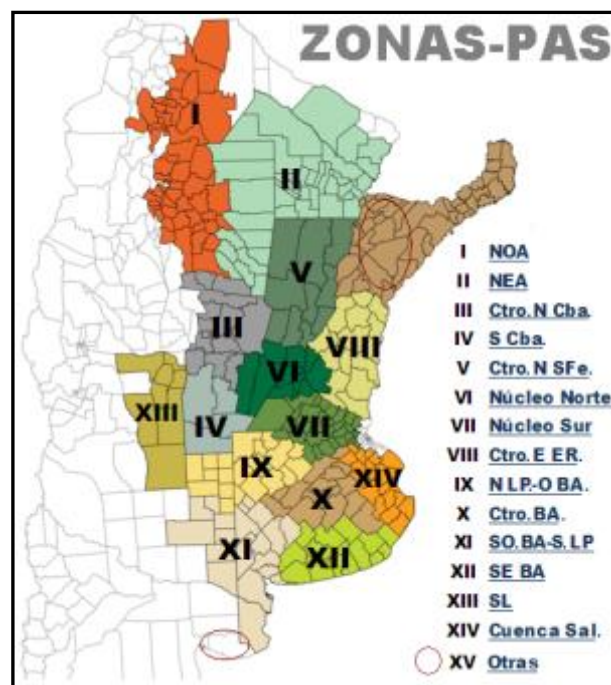 ZONAS-PAS
I
II
V
III
VIII
VI
XIII
IV
VII
IX
XIV
X
XI
XII
I NOA
II NEA
III Ctro. N Cba.
IV S Cba.
V Ctro. N SFe.
VI Núcleo Norte
VII Núcleo Sur
VIII Ctro. E ER.
IX N LP.-O BA.
X Ctro. BA.
XI SO. BA-S. LP
XII SE BA
XIII SL
XIV Cuenca Sal.
XV Otras